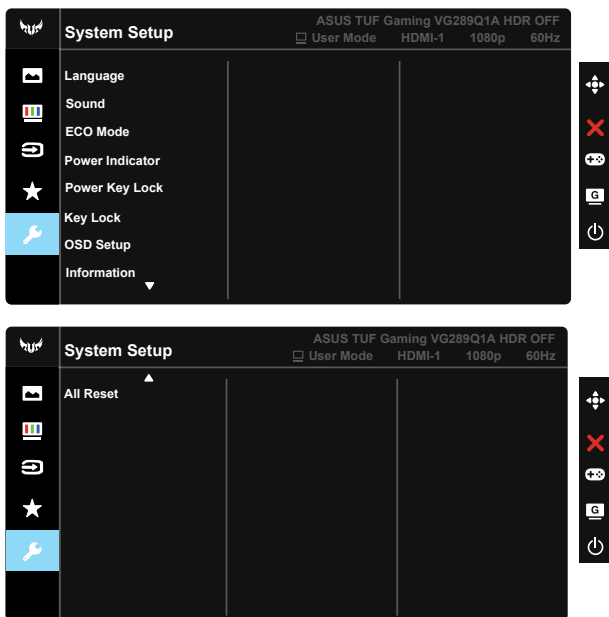 ASUS TUF Gaming VG289Q1A HDR OFF
System Setup
User Mode HDMI-1 1080p 60Hz
Language
Sound
ECO Mode
Power Indicator
Power Key Lock
Key Lock
OSD Setup
Information
G
ASUS TUF Gaming VG289Q1A HDR OFF
System Setup
User Mode HDMI-1 1080p 60Hz
All Reset
G